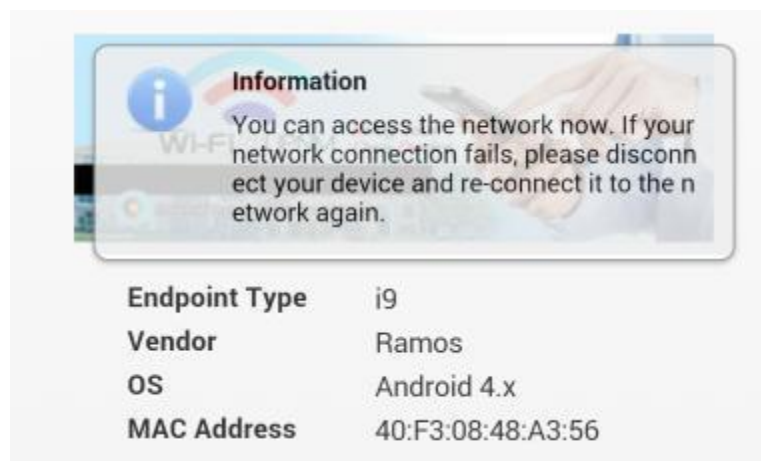 Information
You can access the network now. If your
network connection fails, please disconn
ect your device and re-connect it to the n
etwork again.
WI-FI
Endpoint Type i9
Vendor Ramos
OS Android 4.x
MAC Address 40:F3:08:48:A3:56